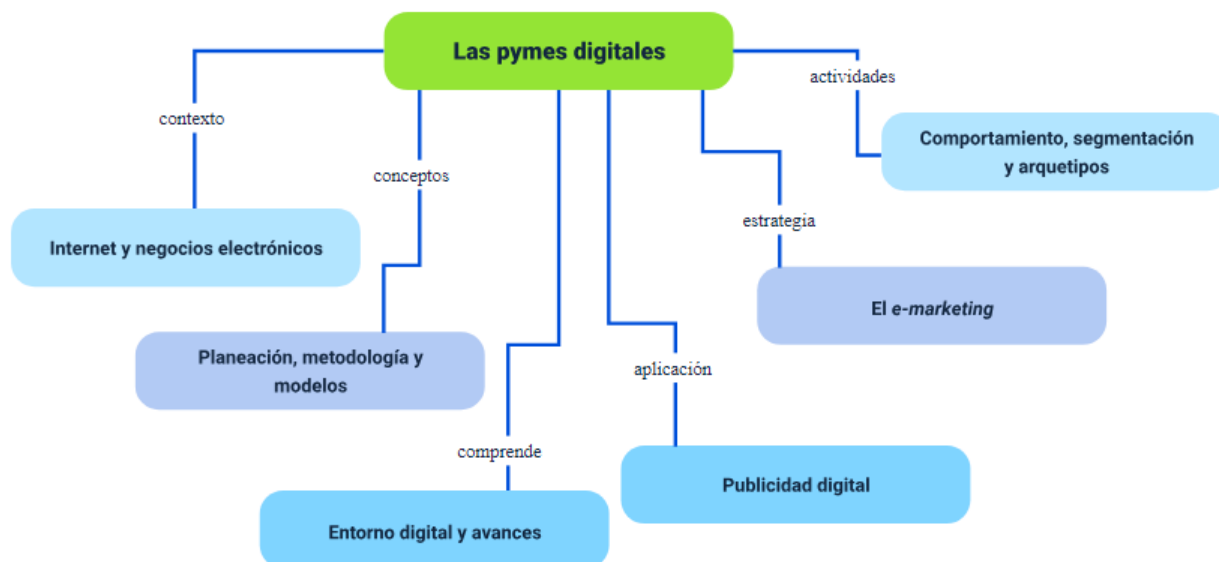 Las pymes digitales
actividades
contexto
Comportamiento, segmentación
y arquetipos
conceptos
estrategia
Internet y negocios electrónicos
El e-marketing
Planeación, metodología y
modelos
aplicación
comprende
Publicidad digital
Entorno digital y avances